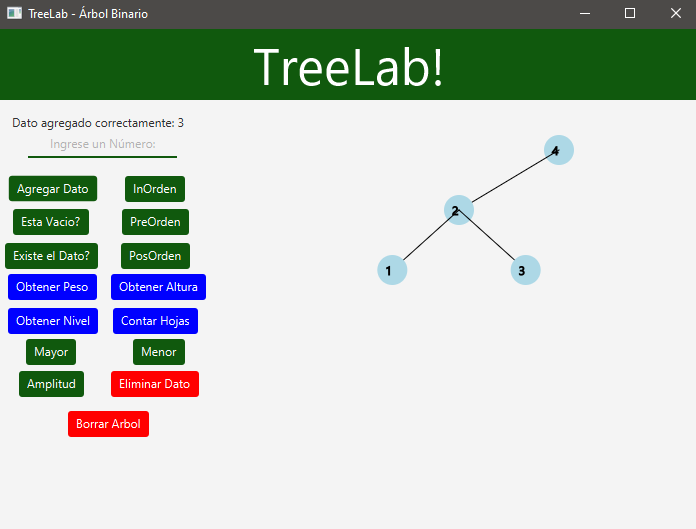 TreeLab - Árbol Binario
TreeLab!
Dato agregado correctamente: 3
Ingrese un Número:
Agregar Dato
InOrden
Esta Vacio?
PreOrden
Existe el Dato?
PosOrden
Obtener Peso
Obtener Altura
Obtener Nivel
Contar Hojas
Mayor
Menor
Amplitud
Eliminar Dato
Borrar Arbol
4
2
1
3